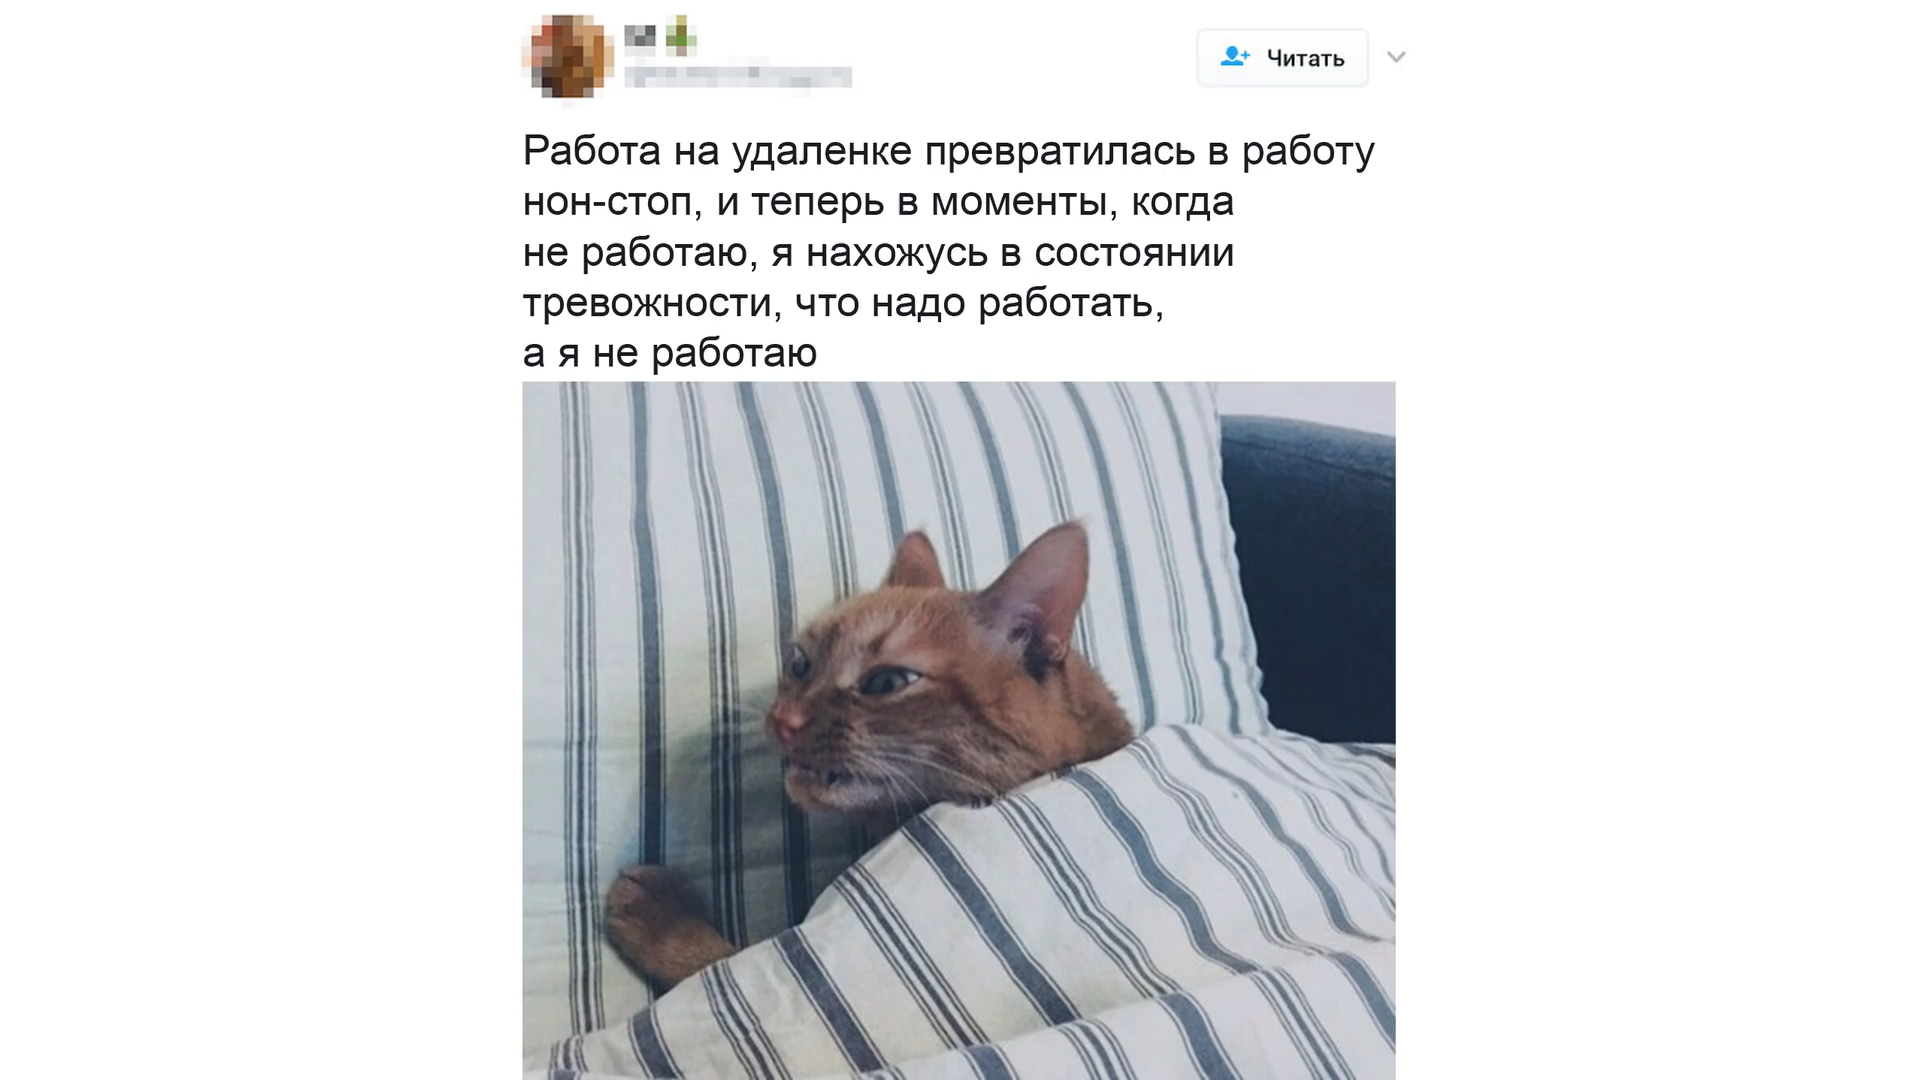 Читать
Работа на удаленке превратилась в работу
нон-стоп, и теперь в моменты, когда
не работаю, я нахожусь в состоянии
тревожности, что надо работать,
а я не работаю